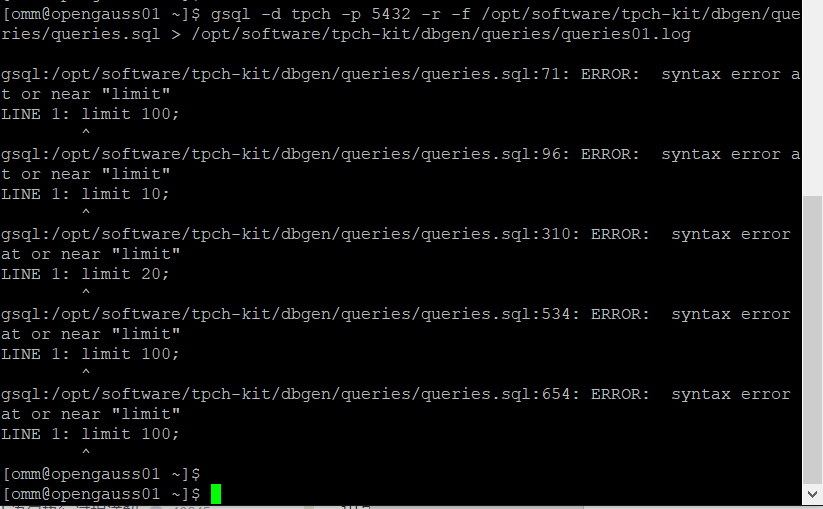 [omm@opengauss01 ~]$ gsql -d tpch -p 5432 -r -f /opt/software/tpch-kit/dbgen/que
ries/queries.sql > /opt/software/tpch-kit/dbgen/queries/queries01.log
gsql:/opt/software/tpch-kit/dbgen/queries/queries.sql:71: ERROR:  syntax error a
t or near "limit"
LINE 1: limit 100;
        ^
gsql:/opt/software/tpch-kit/dbgen/queries/queries.sql:96: ERROR:  syntax error a
t or near "limit"
LINE 1: limit 10;
        ^
gsql:/opt/software/tpch-kit/dbgen/queries/queries.sql:310: ERROR:  syntax error
at or near "limit"
LINE 1: limit 20;
        ^
gsql:/opt/software/tpch-kit/dbgen/queries/queries.sql:534: ERROR:  syntax error
at or near "limit"
LINE 1: limit 100;
        ^
gsql:/opt/software/tpch-kit/dbgen/queries/queries.sql:654: ERROR:  syntax error
at or near "limit"
LINE 1: limit 100;
        ^
[omm@opengauss01 ~]$
[omm@opengauss01 ~]$